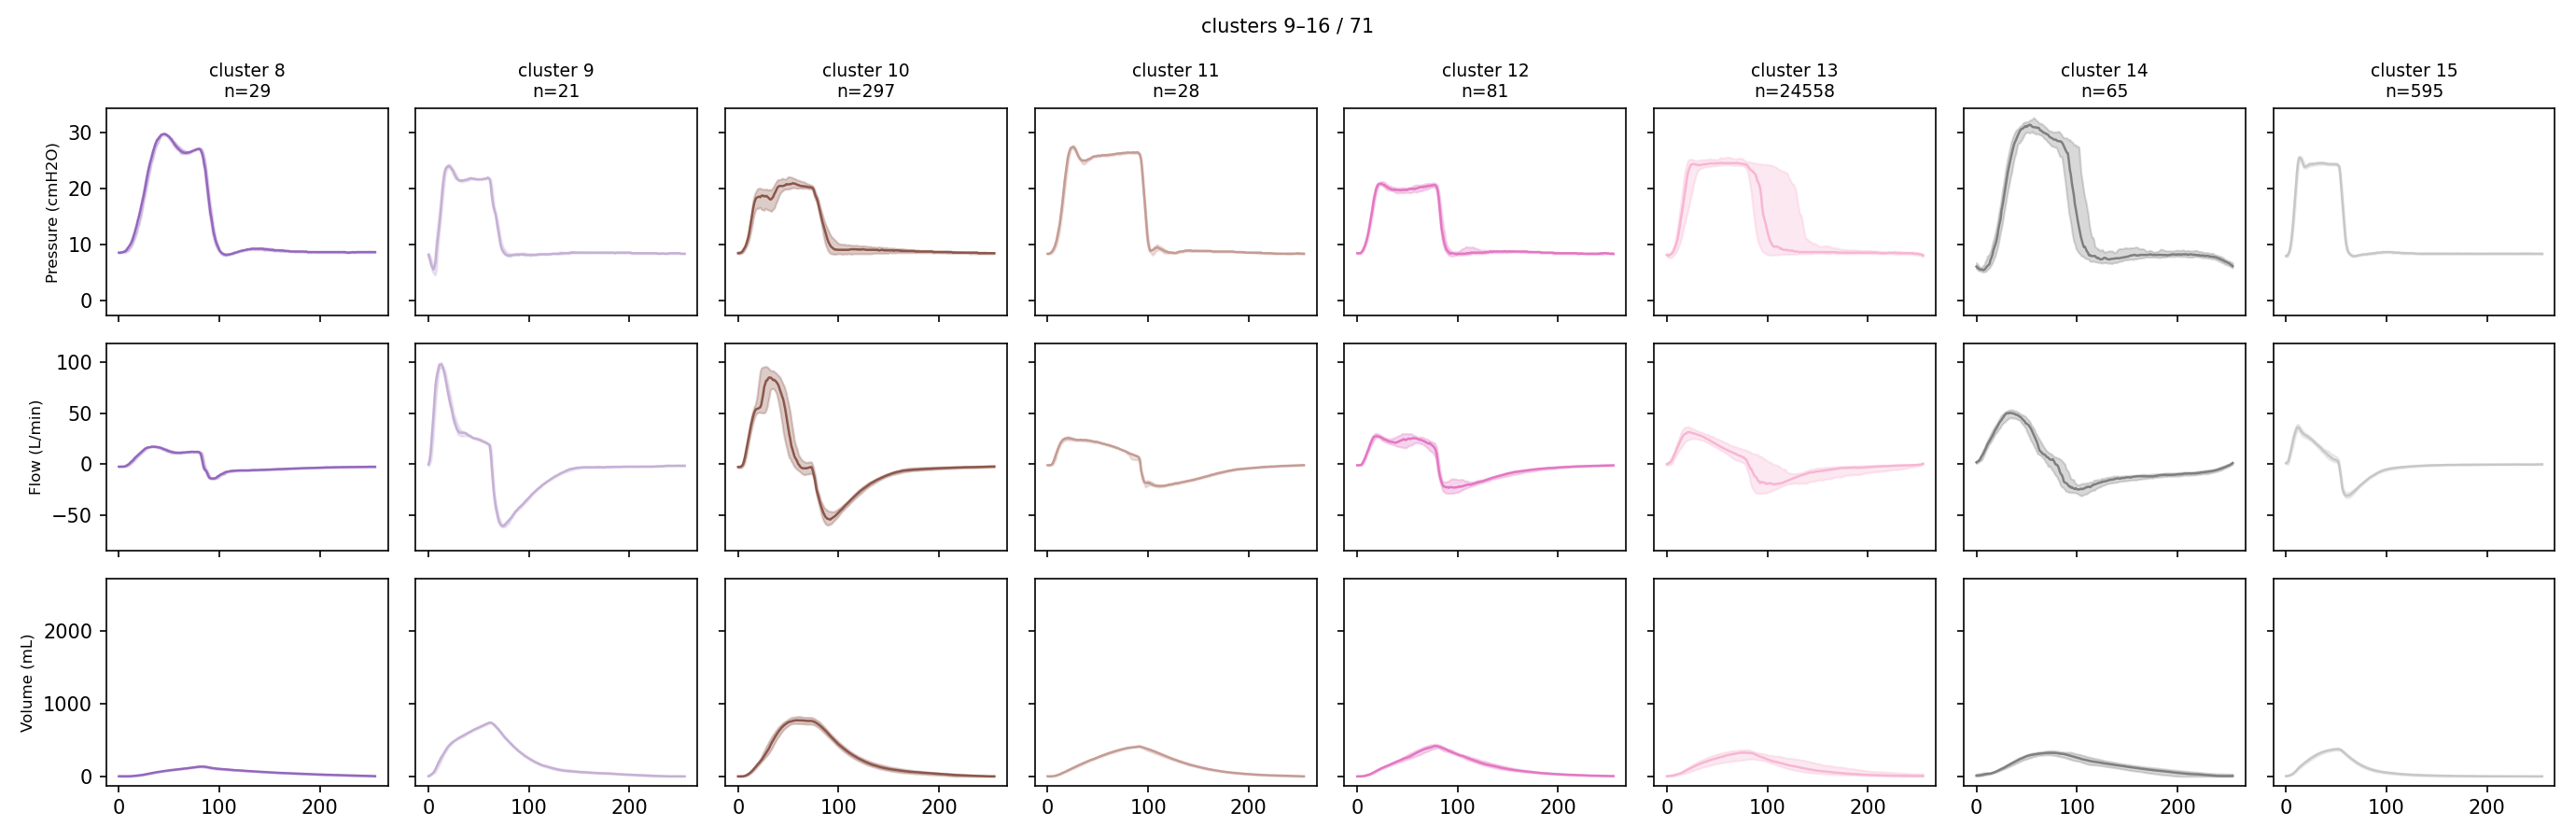 clusters 9–16 / 71
cluster 8
n=29
cluster 9
n=21
cluster 10
n=297
cluster 11
n=28
cluster 12
n=81
cluster 13
n=24558
cluster 14
n=65
cluster 15
n=595
Pressure (cmH2O)
30
20
10
0
0 100 200
0 100 200
0 100 200
0 100 200
0 100 200
0 100 200
0 100 200
0 100 200
Flow (L/min)
100
50
0
−50
Volume (mL)
2000
1000
0